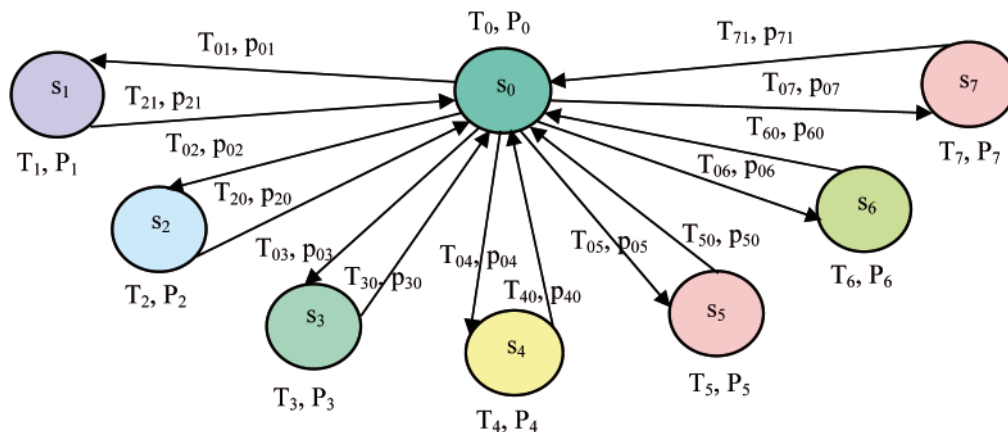 T₀, P₀
T₀₁, p₀₁
T₇₁, p₇₁
s₁
s₀
s₇
T₂₁, p₂₁
T₀₇, p₀₇
T₁, P₁
T₀₂, p₀₂
T₆₀, p₆₀
T₇, P₇
T₂₀, p₂₀
T₀₆, p₀₆
s₂
s₆
T₀₃, p₀₃
T₀₄, p₀₄
T₀₅, p₀₅
T₅₀, p₅₀
T₂, P₂
T₃₀, p₃₀
T₄₀, p₄₀
T₆, P₆
s₃
s₄
s₅
T₃, P₃
T₄, P₄
T₅, P₅